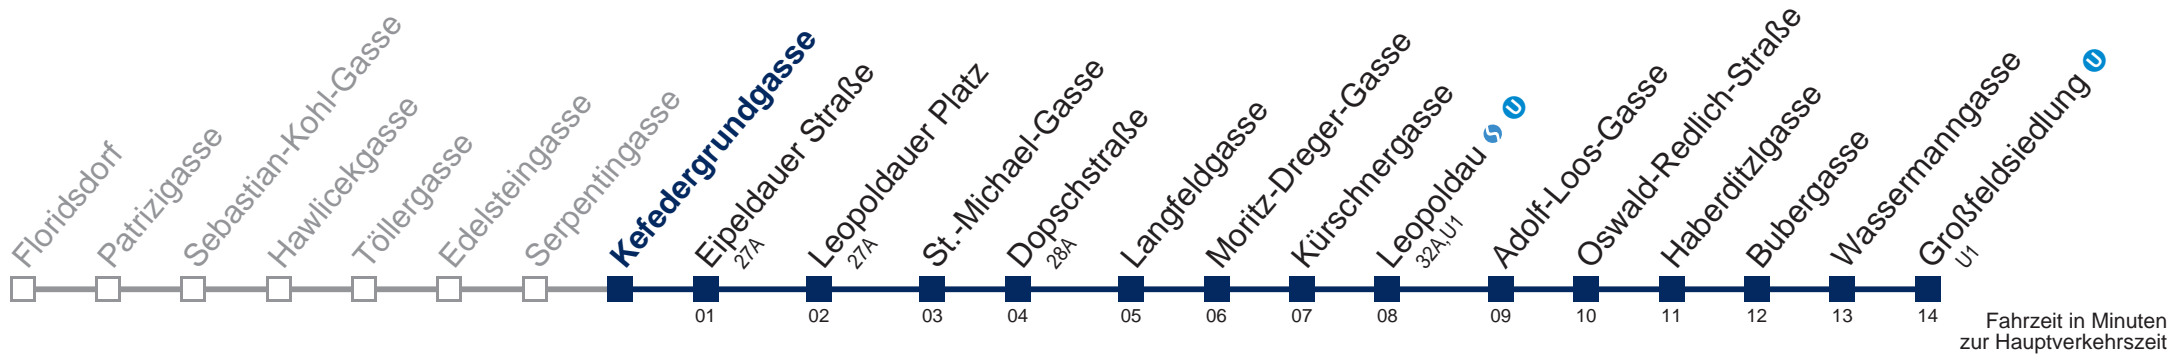 Floridsdorf
Patrizigasse
Sebastian-Kohl-Gasse
Hawlicekgasse
Töllergasse
Edelsteingasse
Serpentingasse
Kefedergrundgasse
Eipeldauer Straße
27A
Leopoldauer Platz
27A
St.-Michael-Gasse
Dopschstraße
28A
Langfeldgasse
Moritz-Dreger-Gasse
Kürschnergasse
Leopoldau S U
32A,U1
Adolf-Loos-Gasse
Oswald-Redlich-Straße
Haberditzlgasse
Bubergasse
Wassermanngasse
Großfeldsiedlung U
U1
01 02 03 04 05 06 07 08 09 10 11 12 13 14
Fahrzeit in Minuten
zur Hauptverkehrszeit